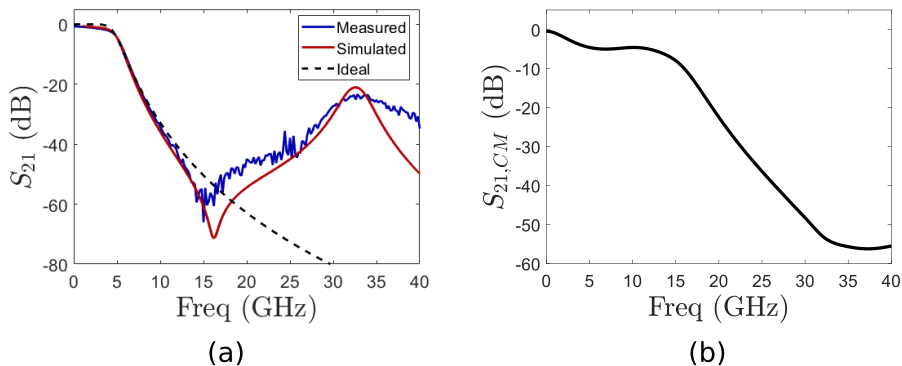 0
-20
-40
-60
-80
S21 (dB)
0 5 10 15 20 25 30 35 40
Freq (GHz)
Measured
Simulated
Ideal
(a)
0
-10
-20
-30
-40
-50
-60
S21,CM (dB)
0 5 10 15 20 25 30 35 40
Freq (GHz)
(b)